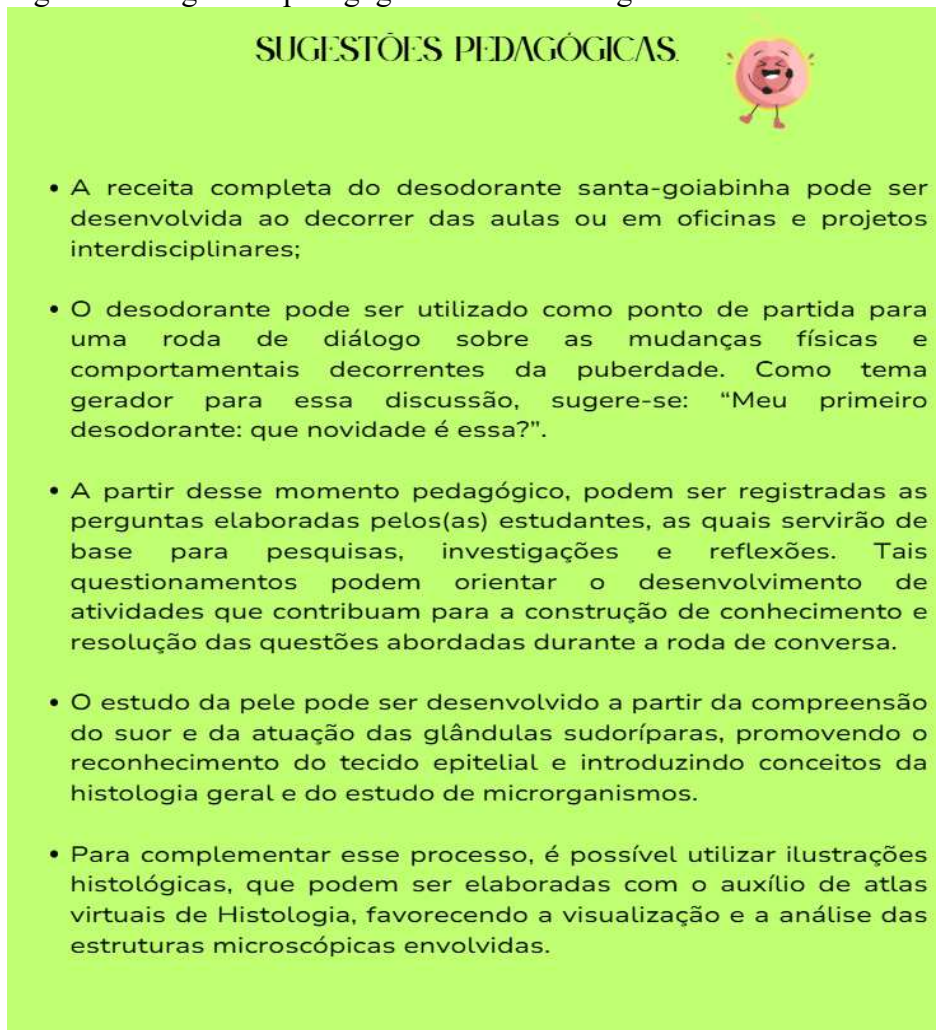 SUGESTÕES PEDAGÓGICAS.
• A receita completa do desodorante santa-goiabinha pode ser
desenvolvida ao decorrer das aulas ou em oficinas e projetos
interdisciplinares;
• O desodorante pode ser utilizado como ponto de partida para
uma roda de diálogo sobre as mudanças físicas e
comportamentais decorrentes da puberdade. Como tema
gerador para essa discussão, sugere-se: “Meu primeiro
desodorante: que novidade é essa?”.
• A partir desse momento pedagógico, podem ser registradas as
perguntas elaboradas pelos(as) estudantes, as quais servirão de
base para pesquisas, investigações e reflexões. Tais
questionamentos podem orientar o desenvolvimento de
atividades que contribuam para a construção de conhecimento e
resolução das questões abordadas durante a roda de conversa.
• O estudo da pele pode ser desenvolvido a partir da compreensão
do suor e da atuação das glândulas sudoríparas, promovendo o
reconhecimento do tecido epitelial e introduzindo conceitos da
histologia geral e do estudo de microrganismos.
• Para complementar esse processo, é possível utilizar ilustrações
histológicas, que podem ser elaboradas com o auxílio de atlas
virtuais de Histologia, favorecendo a visualização e a análise das
estruturas microscópicas envolvidas.